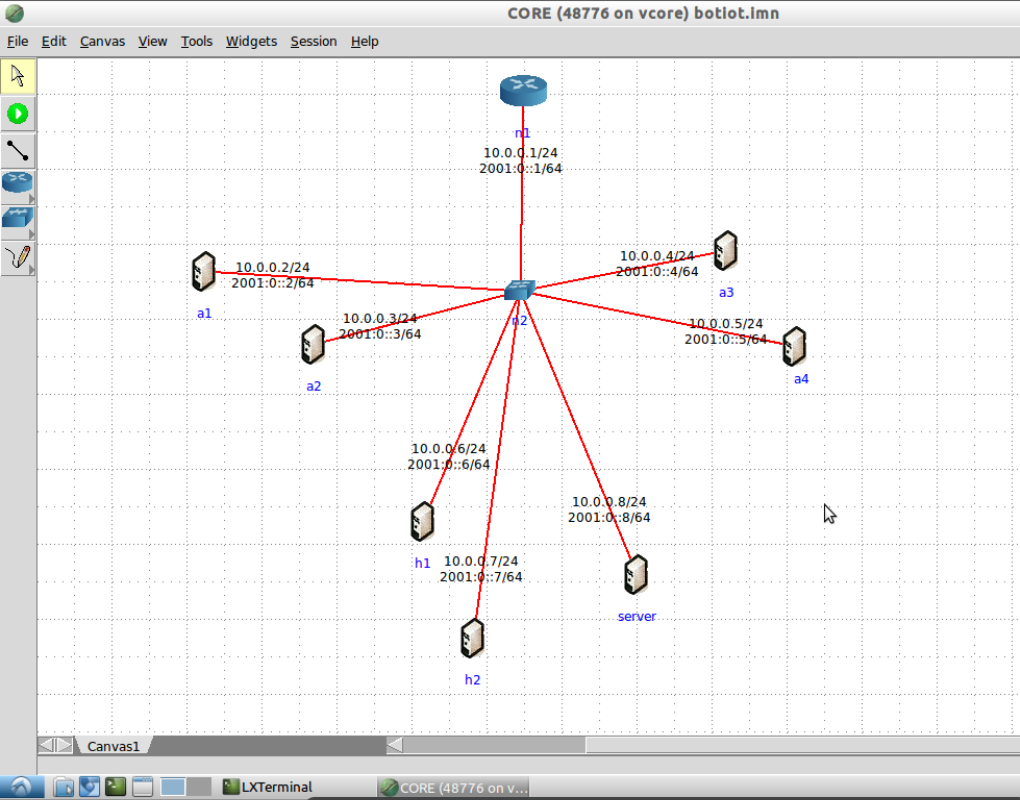 CORE (48776 on vcore) botiot.imn
File Edit Canvas View Tools Widgets Session Help
n1
10.0.0.1/24
2001:0::1/64
10.0.0.4/24
2001:0::4/64
a3
10.0.0.2/24
2001:0::2/64
a1
n2
10.0.0.3/24
2001:0::3/64
a2
10.0.0.5/24
2001:0::5/64
a4
10.0.0.6/24
2001:0::6/64
h1
10.0.0.8/24
2001:0::8/64
server
10.0.0.7/24
2001:0::7/64
h2
Canvas1
LXTerminal
CORE (48776 on v...